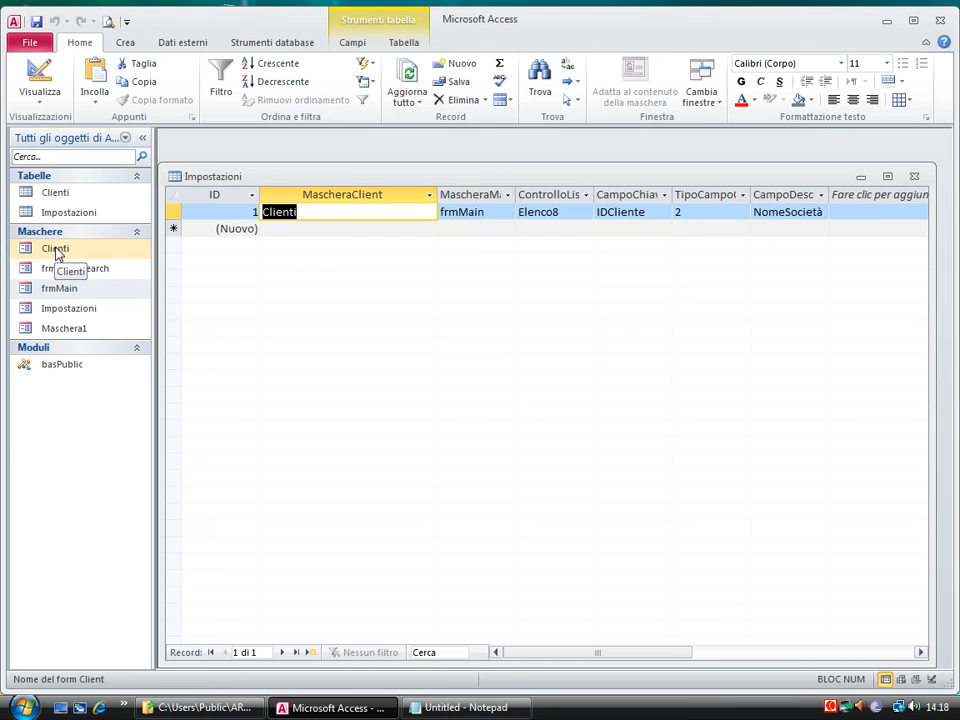 Strumenti tabella
Microsoft Access
File
Home
Crea
Dati esterni
Strumenti database
Campi
Tabella
Visualizza
Visualizzazioni
Incolla
Taglia
Copia
Copia formato
Appunti
Filtro
Crescente
Decrescente
Rimuovi ordinamento
Ordina e filtra
Aggiorna tutto
Nuovo
Salva
Elimina
Record
Trova
Trova
Adatta al contenuto
della maschera
Cambia
finestre
Finestra
Calibri (Corpo)
11
G C S
A
Formattazione testo
Tutti gli oggetti di A...
Cerca...
Tabelle
Clienti
Impostazioni
Maschere
Clienti
frm
earch
Clienti
frmMain
Impostazioni
Maschera1
Moduli
basPublic
Impostazioni
ID MascheraClient MascheraMa ControlloLis CampoChiav TipoCampoC CampoDesc Fare clic per aggiun
1 Clienti frmMain Elenco8 IDCliente 2 NomeSocietà
(Nuovo)
Record: 1 di 1 Nessun filtro Cerca
Nome del form Client
BLOC NUM
C:\Users\Public\AR...
Microsoft Access - ...
Untitled - Notepad
14.18